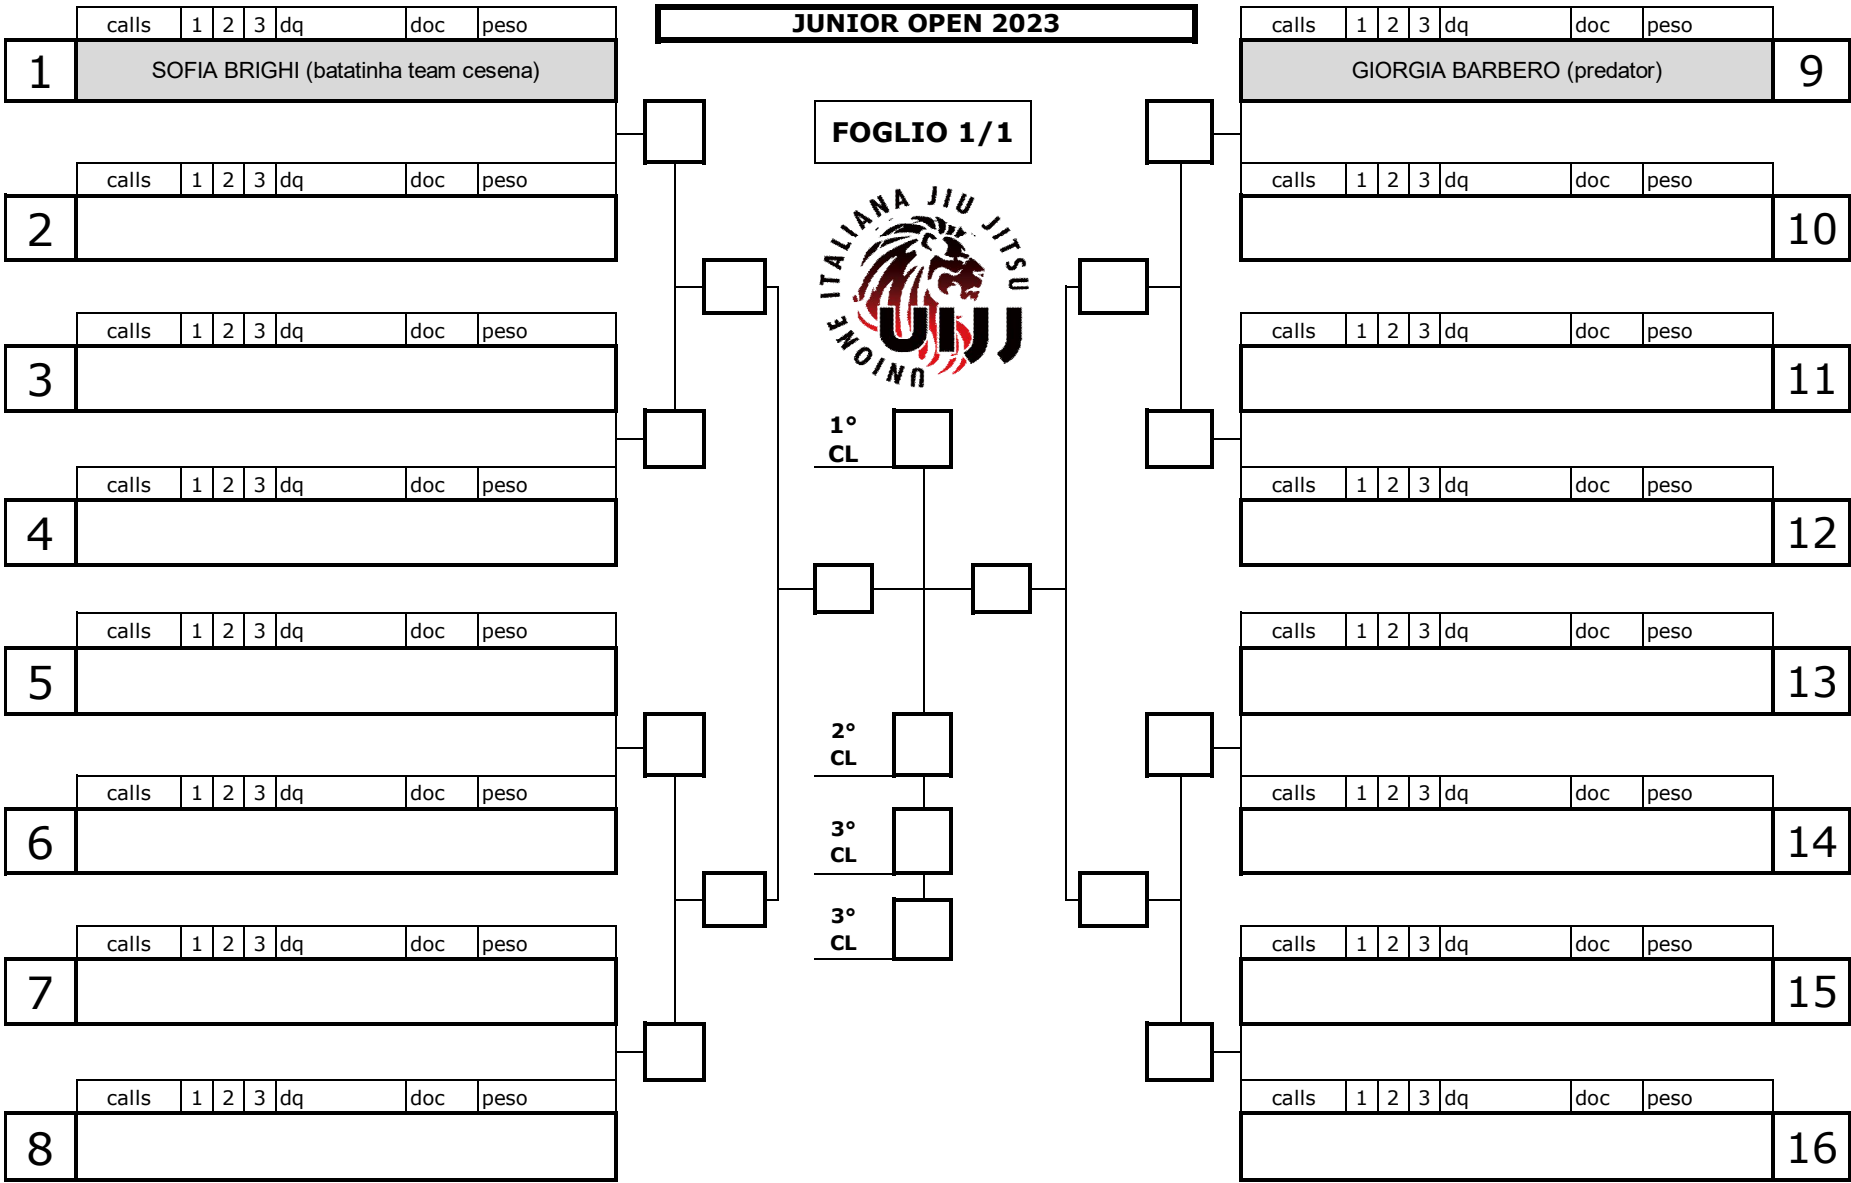 calls 1 2 3 dq doc peso
JUNIOR OPEN 2023
calls 1 2 3 dq doc peso
1 SOFIA BRIGHI (batatinha team cesena)
GIORGIA BARBERO (predator) 9
FOGLIO 1/1
calls 1 2 3 dq doc peso
calls 1 2 3 dq doc peso
2
10
UNIONE ITALIANA JIU JITSU
UIJJ
calls 1 2 3 dq doc peso
calls 1 2 3 dq doc peso
3
11
1°
CL
calls 1 2 3 dq doc peso
calls 1 2 3 dq doc peso
4
12
calls 1 2 3 dq doc peso
calls 1 2 3 dq doc peso
5
13
2°
CL
calls 1 2 3 dq doc peso
calls 1 2 3 dq doc peso
6
14
3°
CL
3°
CL
calls 1 2 3 dq doc peso
calls 1 2 3 dq doc peso
7
15
calls 1 2 3 dq doc peso
calls 1 2 3 dq doc peso
8
16